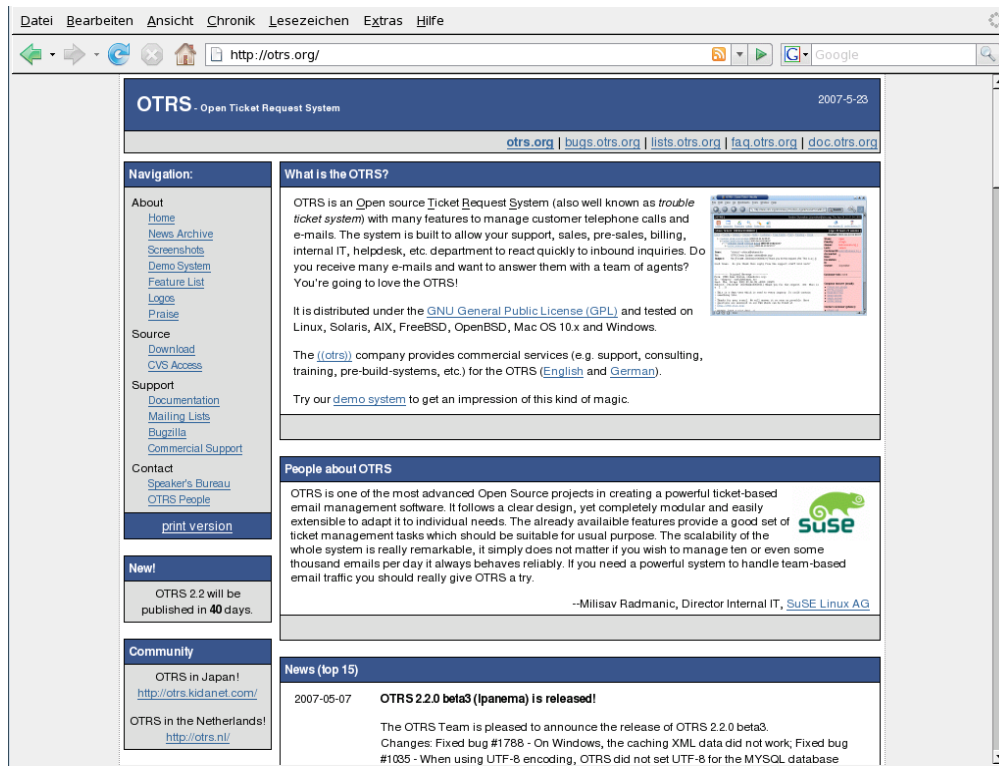 Datei Bearbeiten Ansicht Chronik Lesezeichen Extras Hilfe
http://otrs.org/
G Google
OTRS - Open Ticket Request System
2007-5-23
otrs.org | bugs.otrs.org | lists.otrs.org | faq.otrs.org | doc.otrs.org
Navigation:
About
Home
News Archive
Screenshots
Demo System
Feature List
Logos
Praise
Source
Download
CVS Access
Support
Documentation
Mailing Lists
Bugzilla
Commercial Support
Contact
Speaker's Bureau
OTRS People
print version
New!
OTRS 2.2 will be
published in 40 days.
Community
OTRS in Japan!
http://otrs.kidanet.com/
OTRS in the Netherlands!
http://otrs.nl/
What is the OTRS?
OTRS is an Open source Ticket Request System (also well known as trouble
ticket system) with many features to manage customer telephone calls and
e-mails. The system is built to allow your support, sales, pre-sales, billing,
internal IT, helpdesk, etc. department to react quickly to inbound inquiries. Do
you receive many e-mails and want to answer them with a team of agents?
You're going to love the OTRS!
It is distributed under the GNU General Public License (GPL) and tested on
Linux, Solaris, AIX, FreeBSD, OpenBSD, Mac OS 10.x and Windows.
The ((otrs)) company provides commercial services (e.g. support, consulting,
training, pre-build-systems, etc.) for the OTRS (English and German).
Try our demo system to get an impression of this kind of magic.
People about OTRS
OTRS is one of the most advanced Open Source projects in creating a powerful ticket-based
email management software. It follows a clear design, yet completely modular and easily
extensible to adapt it to individual needs. The already availaible features provide a good set of
ticket management tasks which should be suitable for usual purpose. The scalability of the
whole system is really remarkable, it simply does not matter if you wish to manage ten or even some
thousand emails per day it always behaves reliably. If you need a powerful system to handle team-based
email traffic you should really give OTRS a try.
suse
--Milisav Radmanic, Director Internal IT, SuSE Linux AG
News (top 15)
2007-05-07 OTRS 2.2.0 beta3 (Ipanema) is released!
The OTRS Team is pleased to announce the release of OTRS 2.2.0 beta3.
Changes: Fixed bug #1788 - On Windows, the caching XML data did not work; Fixed bug
#1035 - When using UTF-8 encoding, OTRS did not set UTF-8 for the MYSQL database